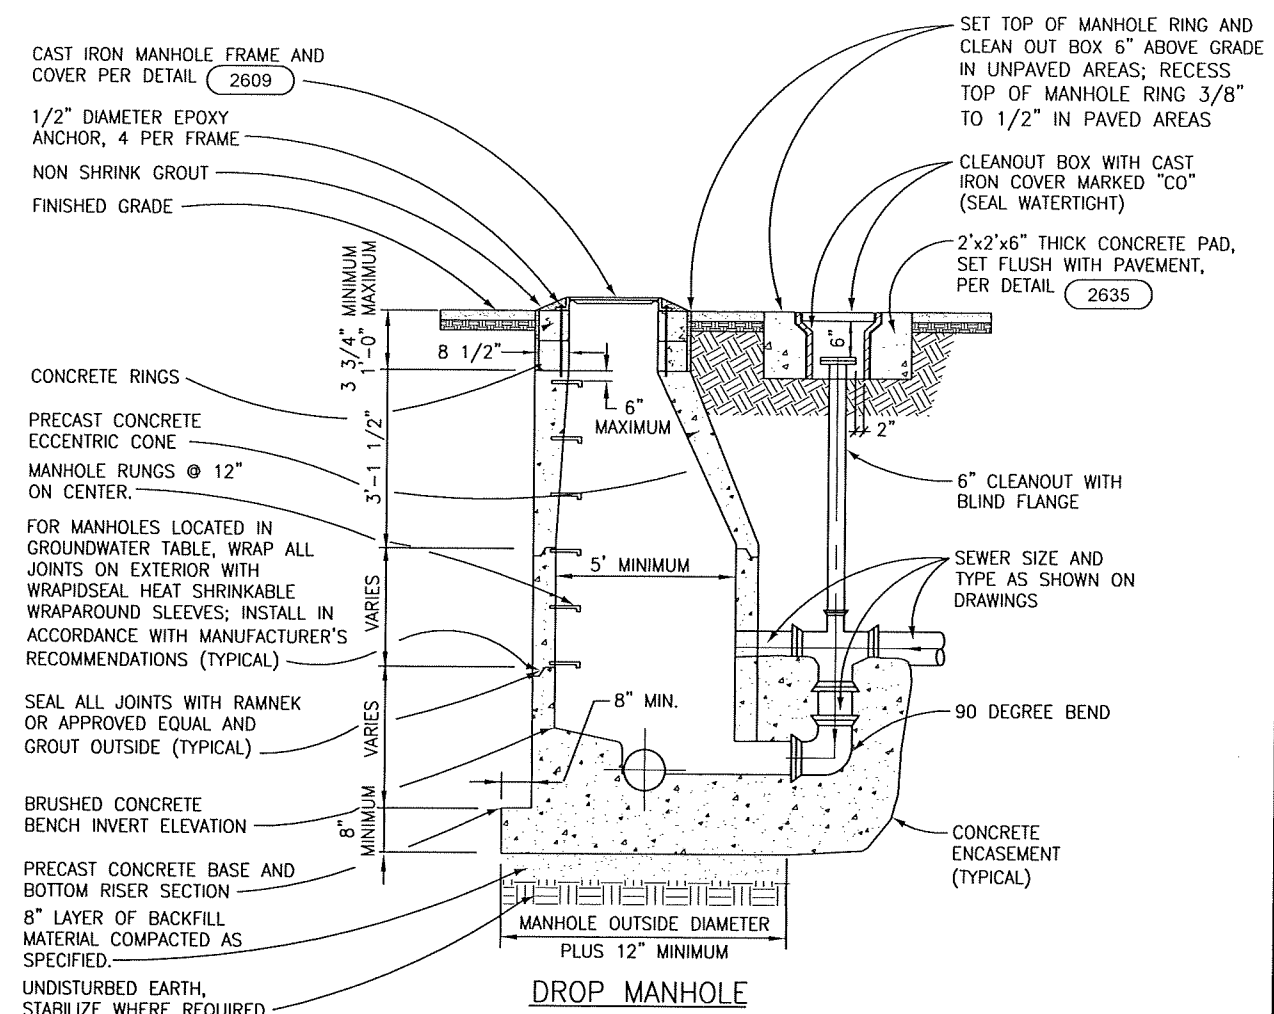 CAST IRON MANHOLE FRAME AND
COVER PER DETAIL 2609
1/2" DIAMETER EPOXY
ANCHOR, 4 PER FRAME
NON SHRINK GROUT
FINISHED GRADE
CONCRETE RINGS
PRECAST CONCRETE
ECCENTRIC CONE
MANHOLE RUNGS @ 12"
ON CENTER.
FOR MANHOLES LOCATED IN
GROUNDWATER TABLE, WRAP ALL
JOINTS ON EXTERIOR WITH
WRAPIDSEAL HEAT SHRINKABLE
WRAPAROUND SLEEVES; INSTALL IN
ACCORDANCE WITH MANUFACTURER'S
RECOMMENDATIONS (TYPICAL)
SEAL ALL JOINTS WITH RAMNEK
OR APPROVED EQUAL AND
GROUT OUTSIDE (TYPICAL)
BRUSHED CONCRETE
BENCH INVERT ELEVATION
PRECAST CONCRETE BASE AND
BOTTOM RISER SECTION
8" LAYER OF BACKFILL
MATERIAL COMPACTED AS
SPECIFIED.
UNDISTURBED EARTH,
STABILIZE WHERE REQUIRED
3 3/4" MINIMUM
1'-0" MAXIMUM
3'-1 1/2"
VARIES
VARIES
8"
MINIMUM
8 1/2"
6"
MAXIMUM
5' MINIMUM
8" MIN.
6"
2"
MANHOLE OUTSIDE DIAMETER
PLUS 12" MINIMUM
DROP MANHOLE
SET TOP OF MANHOLE RING AND
CLEAN OUT BOX 6" ABOVE GRADE
IN UNPAVED AREAS; RECESS
TOP OF MANHOLE RING 3/8"
TO 1/2" IN PAVED AREAS
CLEANOUT BOX WITH CAST
IRON COVER MARKED "CO"
(SEAL WATERTIGHT)
2'x2'x6" THICK CONCRETE PAD,
SET FLUSH WITH PAVEMENT,
PER DETAIL 2635
6" CLEANOUT WITH
BLIND FLANGE
SEWER SIZE AND
TYPE AS SHOWN ON
DRAWINGS
90 DEGREE BEND
CONCRETE
ENCASEMENT
(TYPICAL)